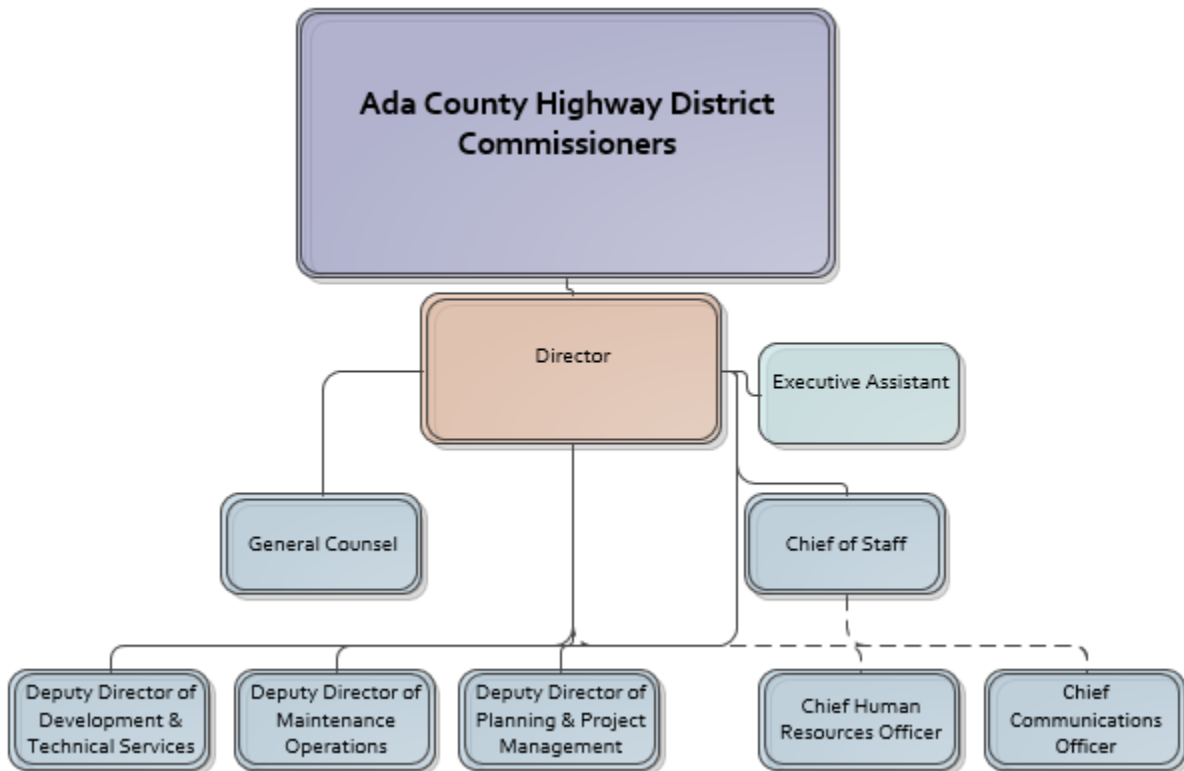 Ada County Highway District
Commissioners
Director
Executive Assistant
General Counsel
Chief of Staff
Deputy Director of
Development &
Technical Services
Deputy Director of
Maintenance
Operations
Deputy Director of
Planning & Project
Management
Chief Human
Resources Officer
Chief
Communications
Officer